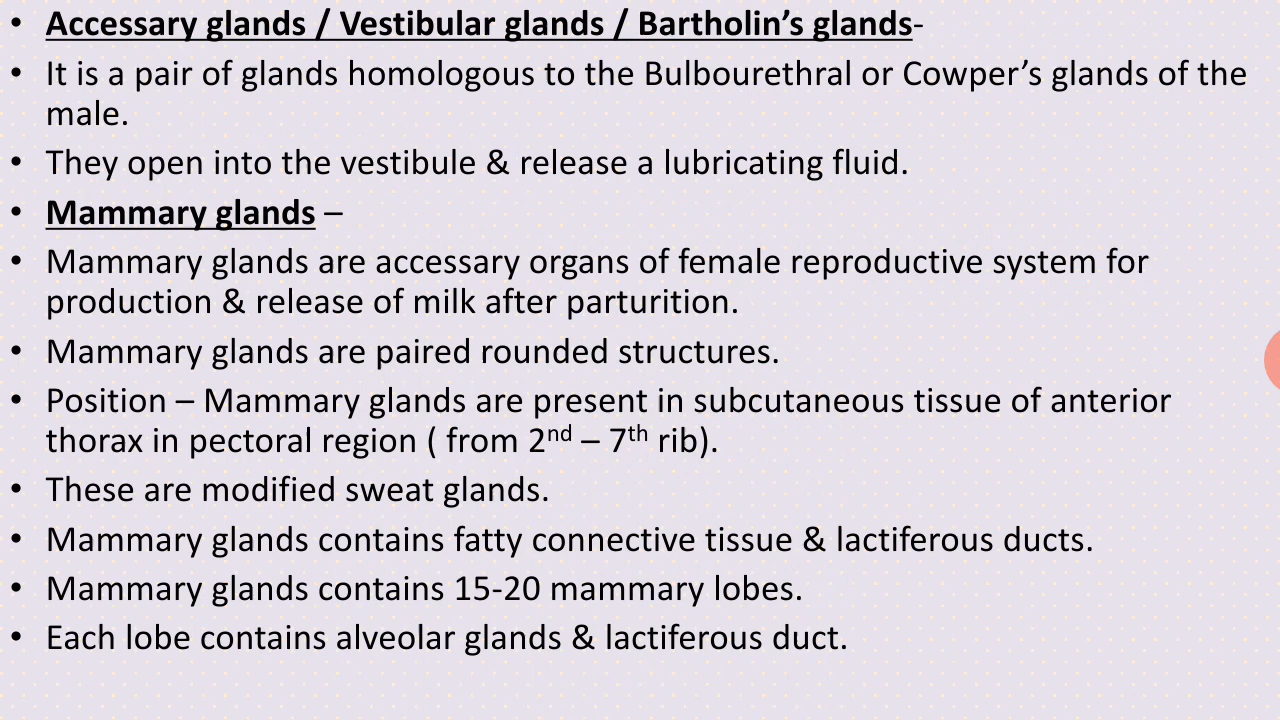 • Accessary glands / Vestibular glands / Bartholin’s glands-
• It is a pair of glands homologous to the Bulbourethral or Cowper’s glands of the
male.
• They open into the vestibule & release a lubricating fluid.
• Mammary glands –
• Mammary glands are accessary organs of female reproductive system for
production & release of milk after parturition.
• Mammary glands are paired rounded structures.
• Position – Mammary glands are present in subcutaneous tissue of anterior
thorax in pectoral region ( from 2nd – 7th rib).
• These are modified sweat glands.
• Mammary glands contains fatty connective tissue & lactiferous ducts.
• Mammary glands contains 15-20 mammary lobes.
• Each lobe contains alveolar glands & lactiferous duct.